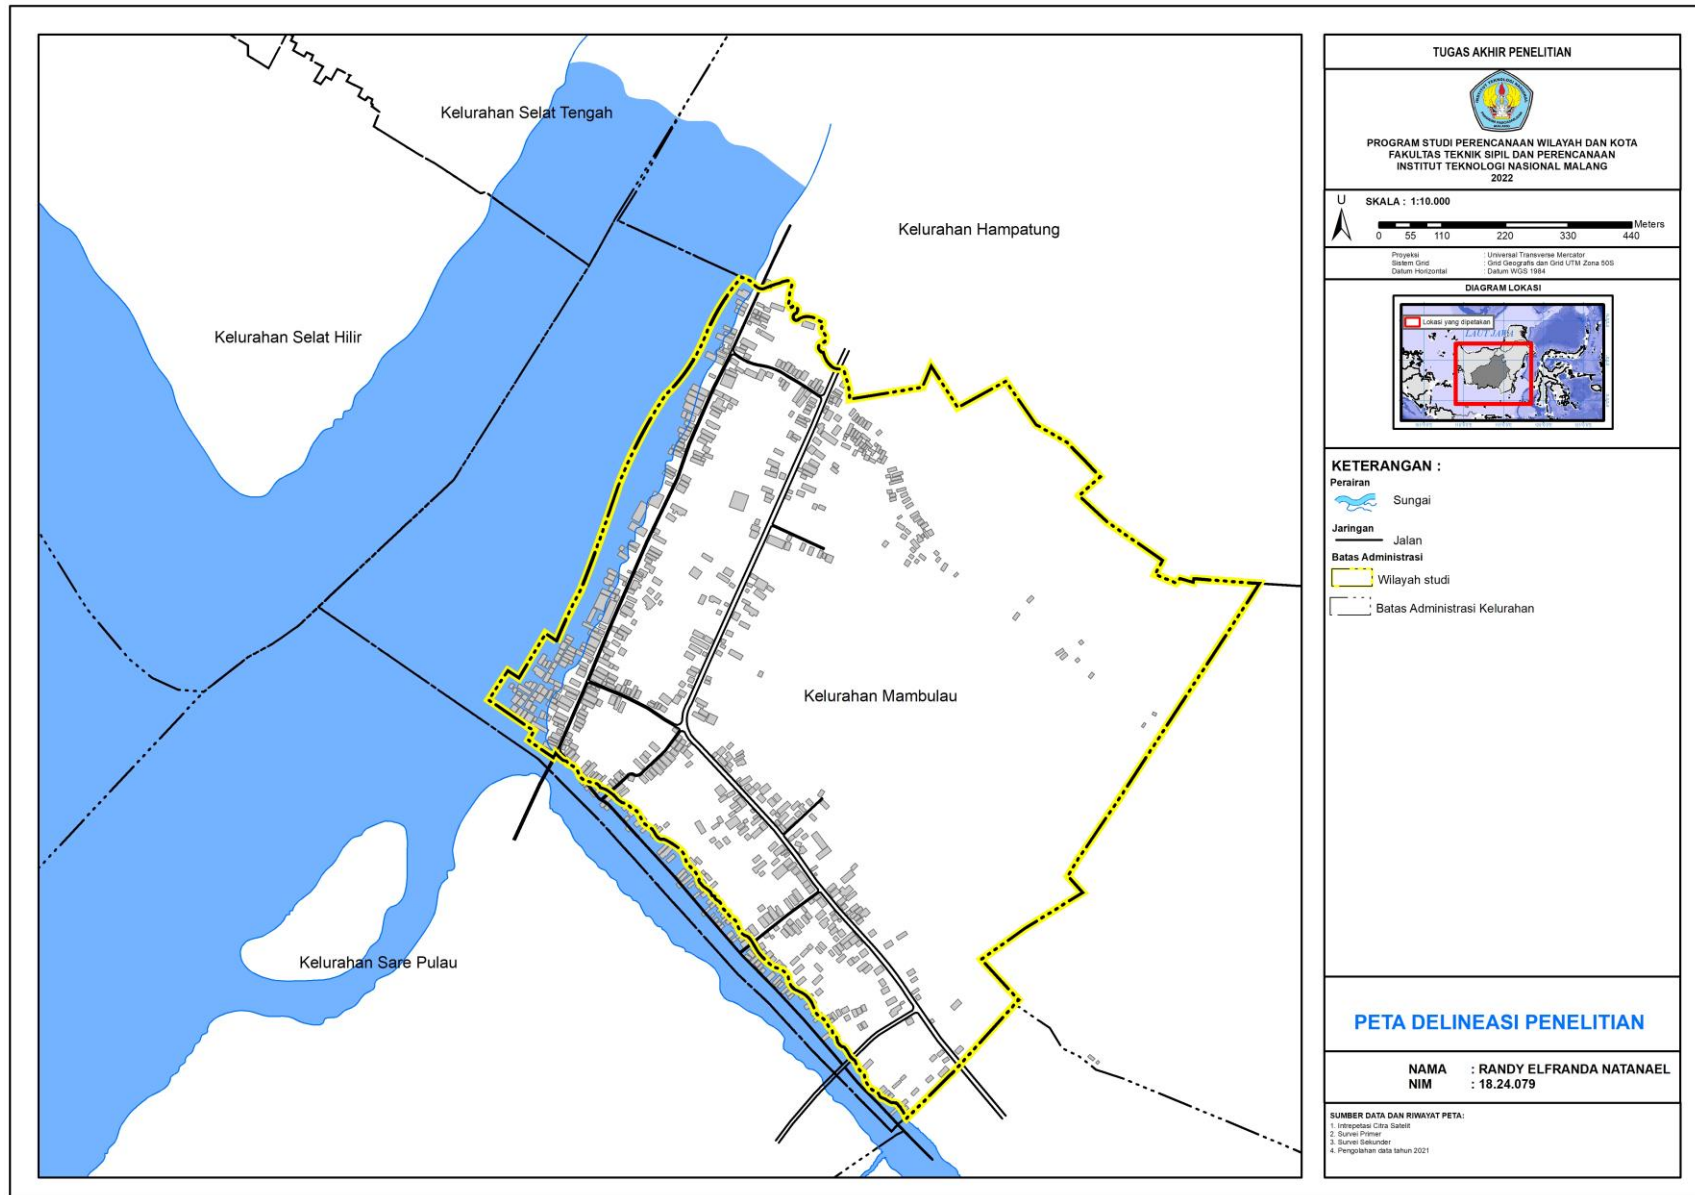 Kelurahan Selat Tengah
Kelurahan Hampatung
Kelurahan Selat Hilir
Kelurahan Mambulau
Kelurahan Sare Pulau
TUGAS AKHIR PENELITIAN
PROGRAM STUDI PERENCANAAN WILAYAH DAN KOTA
FAKULTAS TEKNIK SIPIL DAN PERENCANAAN
INSTITUT TEKNOLOGI NASIONAL MALANG
2022
U
SKALA : 1:10.000
Meters
0 55 110 220 330 440
Proyeksi : Universal Transverse Mercator
Sistem Grid : Grid Geografis dan Grid UTM Zona 50S
Datum Horizontal : Datum WGS 1984
DIAGRAM LOKASI
Lokasi yang dipetakan
LAUT JAWA
KETERANGAN :
Perairan
Sungai
Jaringan
Jalan
Batas Administrasi
Wilayah studi
Batas Administrasi Kelurahan
PETA DELINEASI PENELITIAN
NAMA : RANDY ELFRANDA NATANAEL
NIM : 18.24.079
SUMBER DATA DAN RIWAYAT PETA:
1. Intrepetasi Citra Satelit
2. Survei Primer
3. Survei Sekunder
4. Pengolahan data tahun 2021